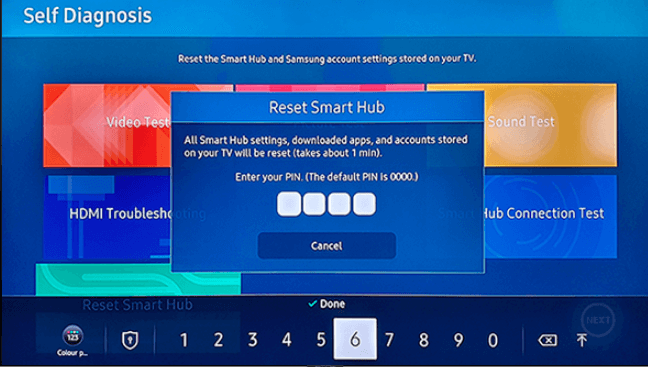 Self Diagnosis
Reset the Smart Hub and Samsung account settings stored on your TV.
Video Test
Sound Test
Reset Smart Hub
All Smart Hub settings, downloaded apps, and accounts stored
on your TV will be reset (takes about 1 min).
Enter your PIN. (The default PIN is 0000.)
HDMI Troubleshooting
Smart Hub Connection Test
Cancel
Reset Smart Hub
Done
NEXT
123
Colour p...
1 2 3 4 5 6 7 8 9 0